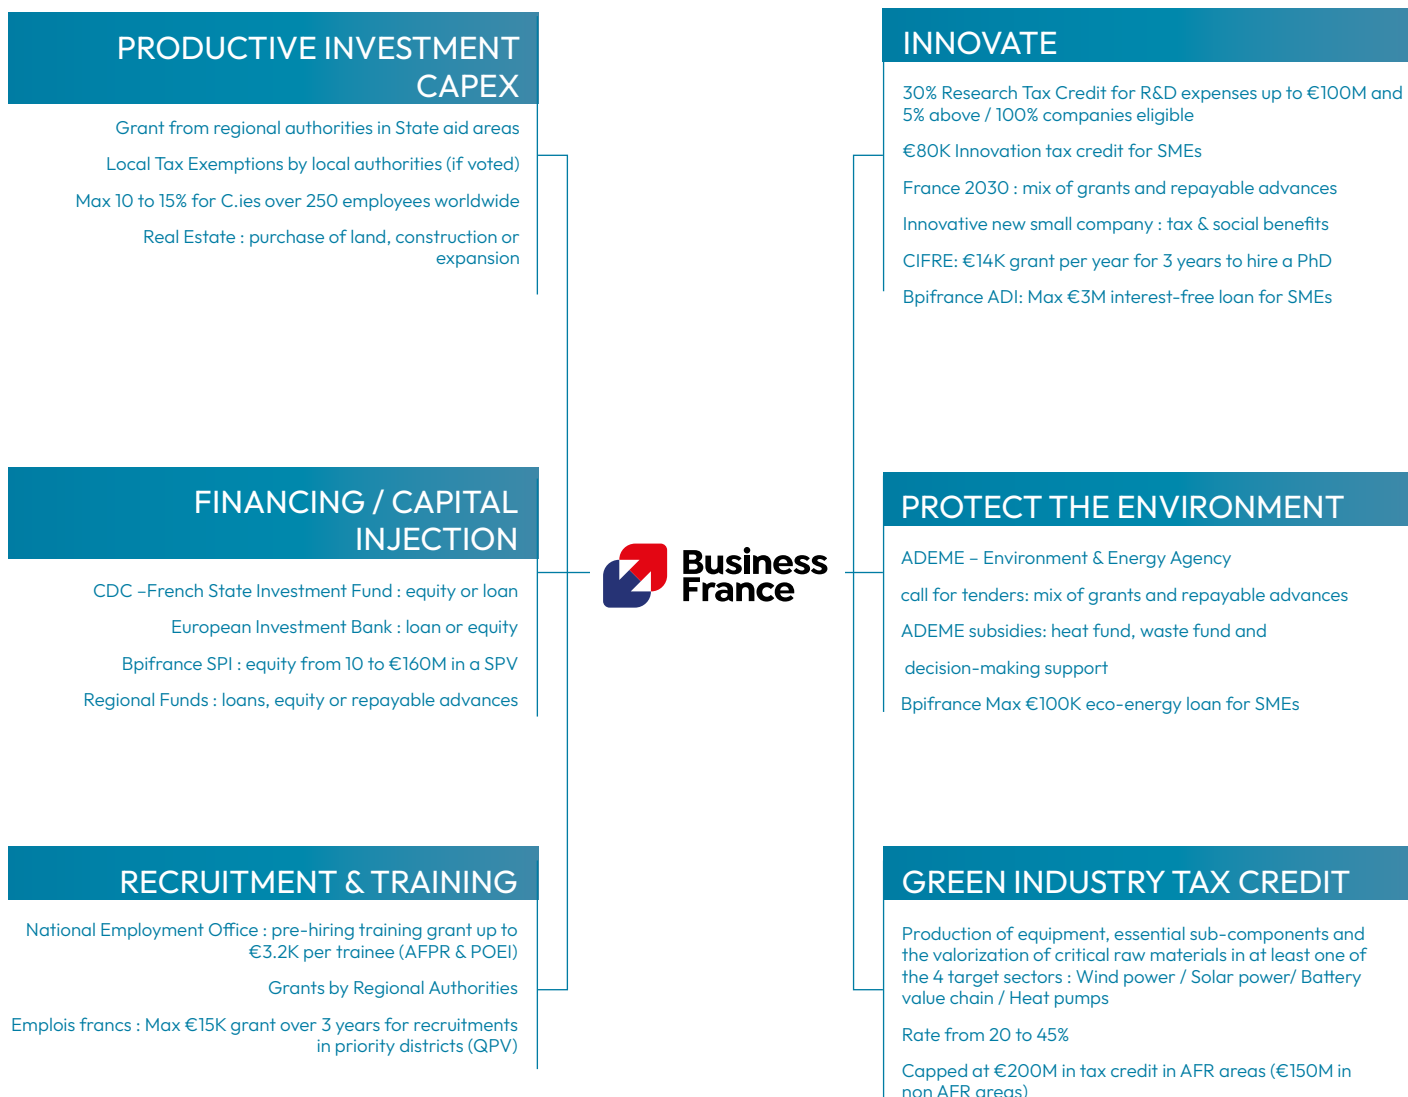 PRODUCTIVE INVESTMENT
CAPEX
Grant from regional authorities in State aid areas
Local Tax Exemptions by local authorities (if voted)
Max 10 to 15% for C.ies over 250 employees worldwide
Real Estate : purchase of land, construction or
expansion
FINANCING / CAPITAL
INJECTION
CDC –French State Investment Fund : equity or loan
European Investment Bank : loan or equity
Bpifrance SPI : equity from 10 to €160M in a SPV
Regional Funds : loans, equity or repayable advances
RECRUITMENT & TRAINING
National Employment Office : pre-hiring training grant up to
€3.2K per trainee (AFPR & POEI)
Grants by Regional Authorities
Emplois francs : Max €15K grant over 3 years for recruitments
in priority districts (QPV)
Business
France
INNOVATE
30% Research Tax Credit for R&D expenses up to €100M and
5% above / 100% companies eligible
€80K Innovation tax credit for SMEs
France 2030 : mix of grants and repayable advances
Innovative new small company : tax & social benefits
CIFRE: €14K grant per year for 3 years to hire a PhD
Bpifrance ADI: Max €3M interest-free loan for SMEs
PROTECT THE ENVIRONMENT
ADEME – Environment & Energy Agency
call for tenders: mix of grants and repayable advances
ADEME subsidies: heat fund, waste fund and
decision-making support
Bpifrance Max €100K eco-energy loan for SMEs
GREEN INDUSTRY TAX CREDIT
Production of equipment, essential sub-components and
the valorization of critical raw materials in at least one of
the 4 target sectors : Wind power / Solar power/ Battery
value chain / Heat pumps
Rate from 20 to 45%
Capped at €200M in tax credit in AFR areas (€150M in
non AFR areas)